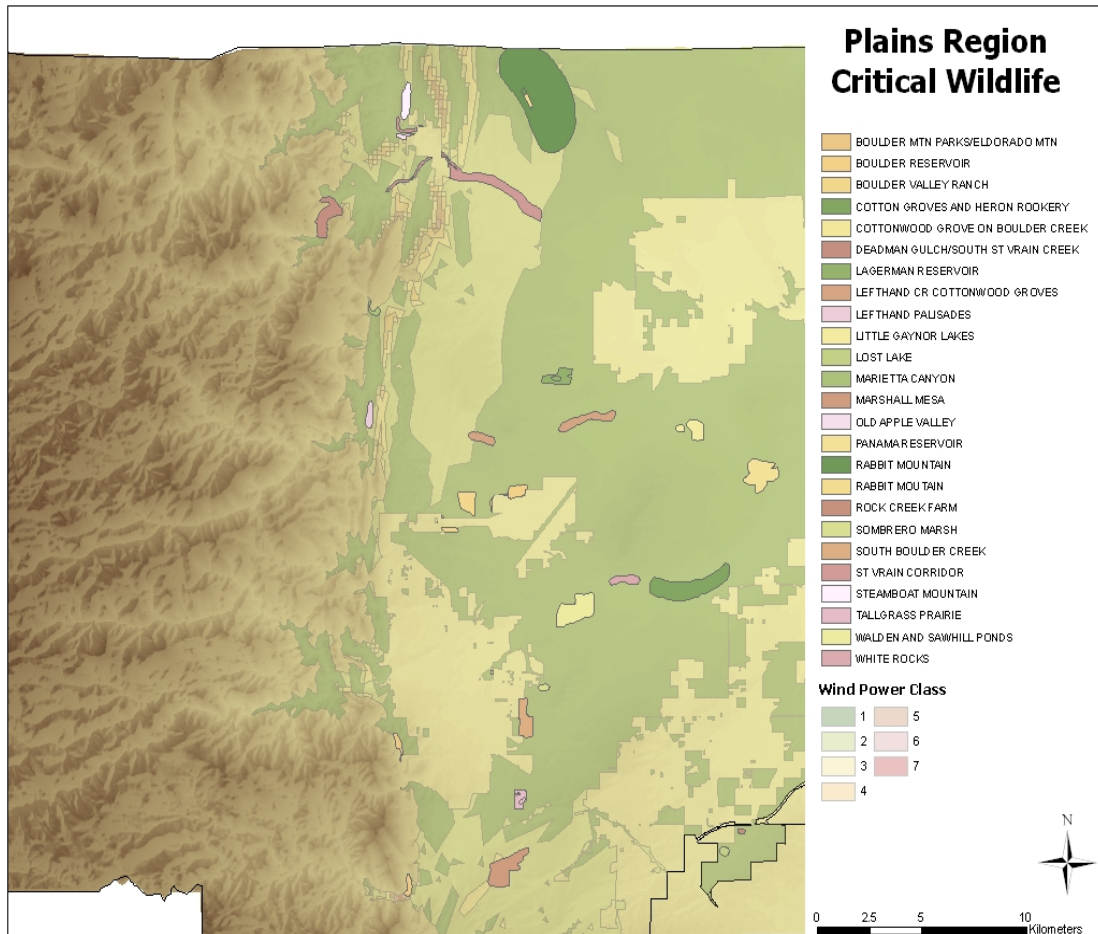 Plains Region
Critical Wildlife
BOULDER MTN PARKS/ELDORADO MTN
BOULDER RESERVOIR
BOULDER VALLEY RANCH
COTTON GROVES AND HERON ROOKERY
COTTONWOOD GROVE ON BOULDER CREEK
DEADMAN GULCH/SOUTH ST VRAIN CREEK
LAGERMAN RESERVOIR
LEFTHAND CR COTTONWOOD GROVES
LEFTHAND PALISADES
LITTLE GAYNOR LAKES
LOST LAKE
MARIETTA CANYON
MARSHALL MESA
OLD APPLE VALLEY
PANAMA RESERVOIR
RABBIT MOUNTAIN
RABBIT MOUTAIN
ROCK CREEK FARM
SOMBRERO MARSH
SOUTH BOULDER CREEK
ST VRAIN CORRIDOR
STEAMBOAT MOUNTAIN
TALLGRASS PRAIRIE
WALDEN AND SAWHILL PONDS
WHITE ROCKS
Wind Power Class
1 5
2 6
3 7
4
N
0 2.5 5 10
Kilometers